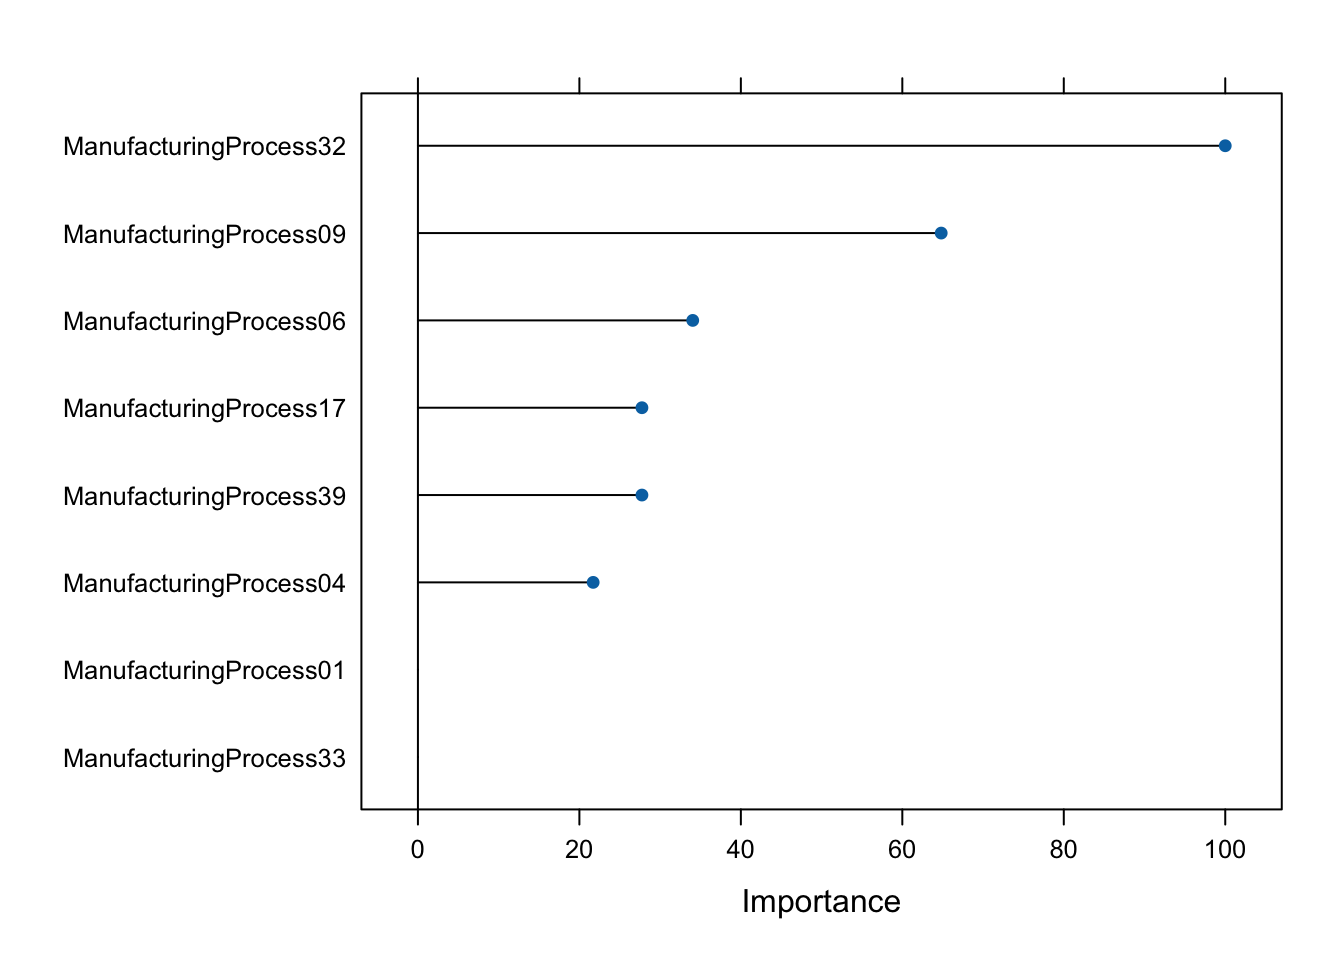 ManufacturingProcess32
ManufacturingProcess09
ManufacturingProcess06
ManufacturingProcess17
ManufacturingProcess39
ManufacturingProcess04
ManufacturingProcess01
ManufacturingProcess33
0 20 40 60 80 100
Importance